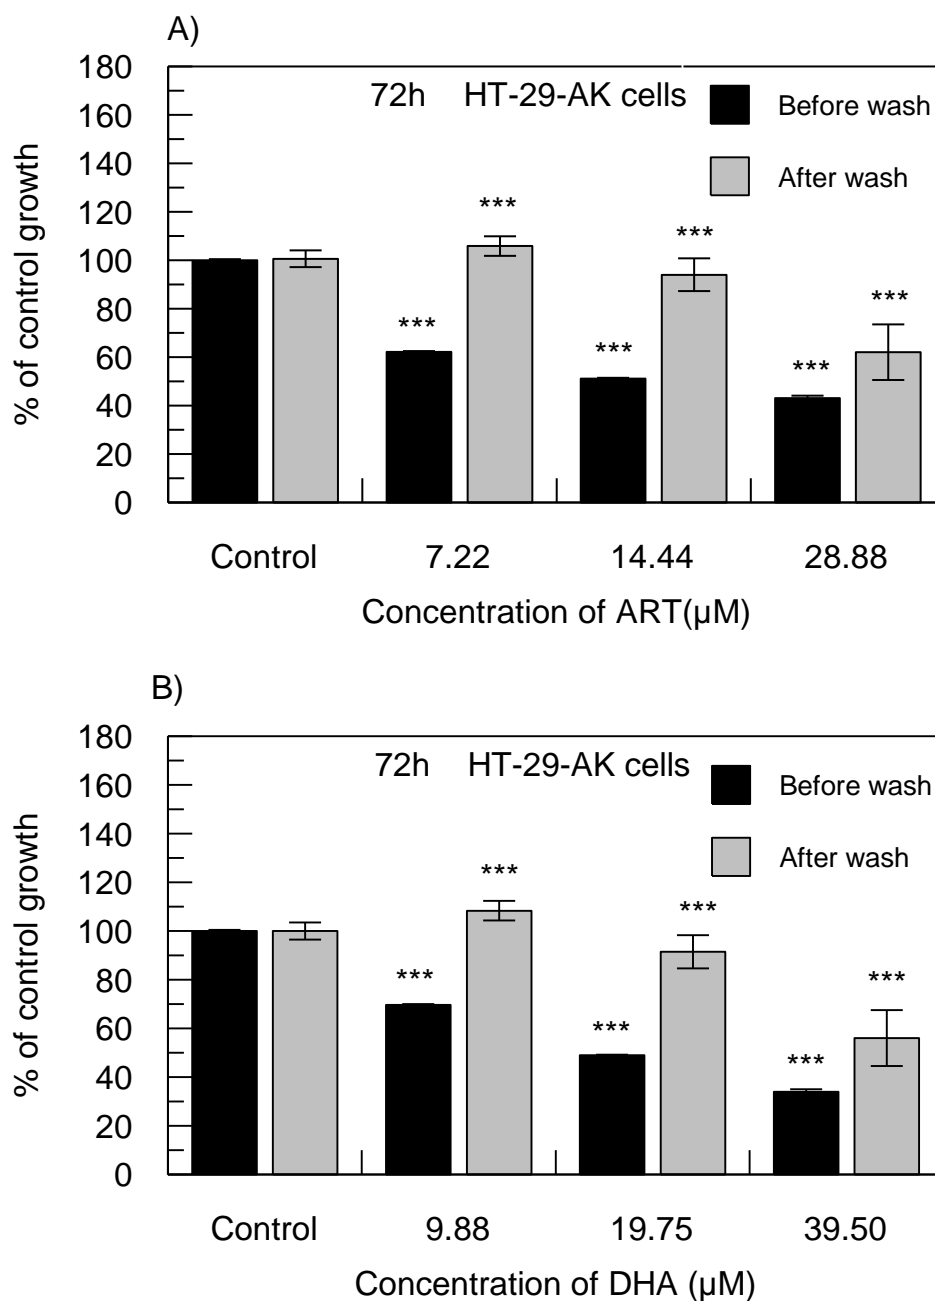 A)
180
160
140
120
100
80
60
40
20
0
% of control growth
72h HT-29-AK cells
Before wash
After wash
***
***
***
***
***
***
Control 7.22 14.44 28.88
Concentration of ART(µM)
B)
180
160
140
120
100
80
60
40
20
0
% of control growth
72h HT-29-AK cells
Before wash
After wash
***
***
***
***
***
***
Control 9.88 19.75 39.50
Concentration of DHA (µM)